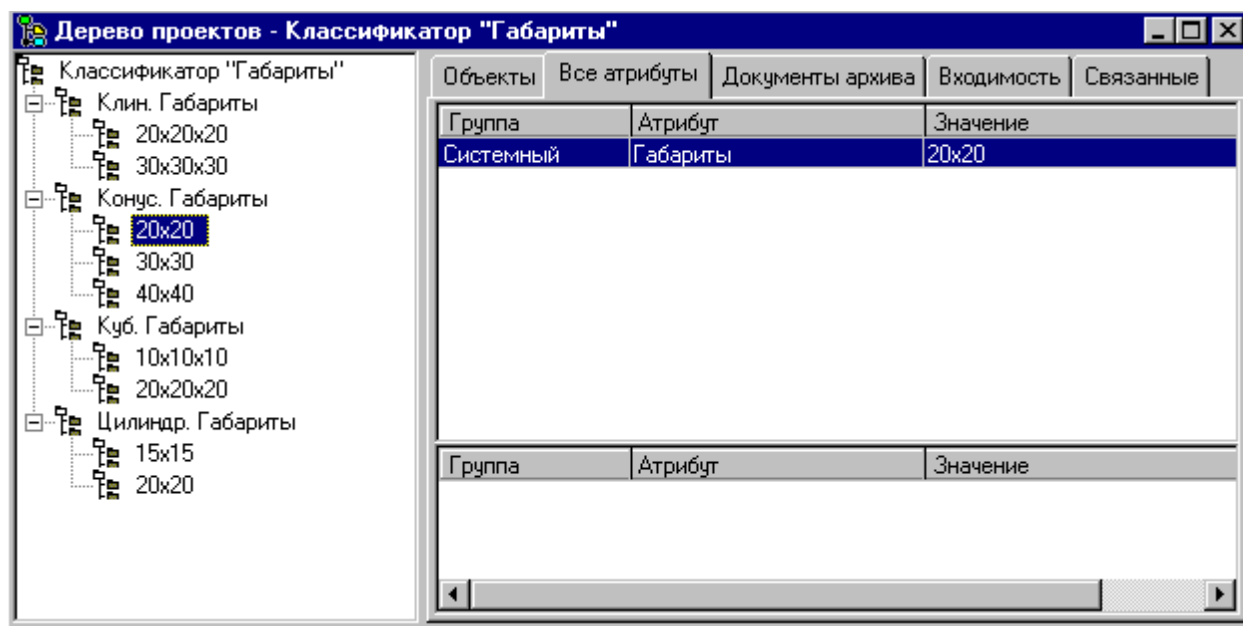 Дерево проектов - Классификатор "Габариты"
Классификатор "Габариты"
Клин. Габариты
20x20x20
30x30x30
Конус. Габариты
20x20
30x30
40x40
Куб. Габариты
10x10x10
20x20x20
Цилиндр. Габариты
15x15
20x20
Объекты Все атрибуты Документы архива Входимость Связанные
Группа Атрибут Значение
Системный Габариты 20x20
Группа Атрибут Значение